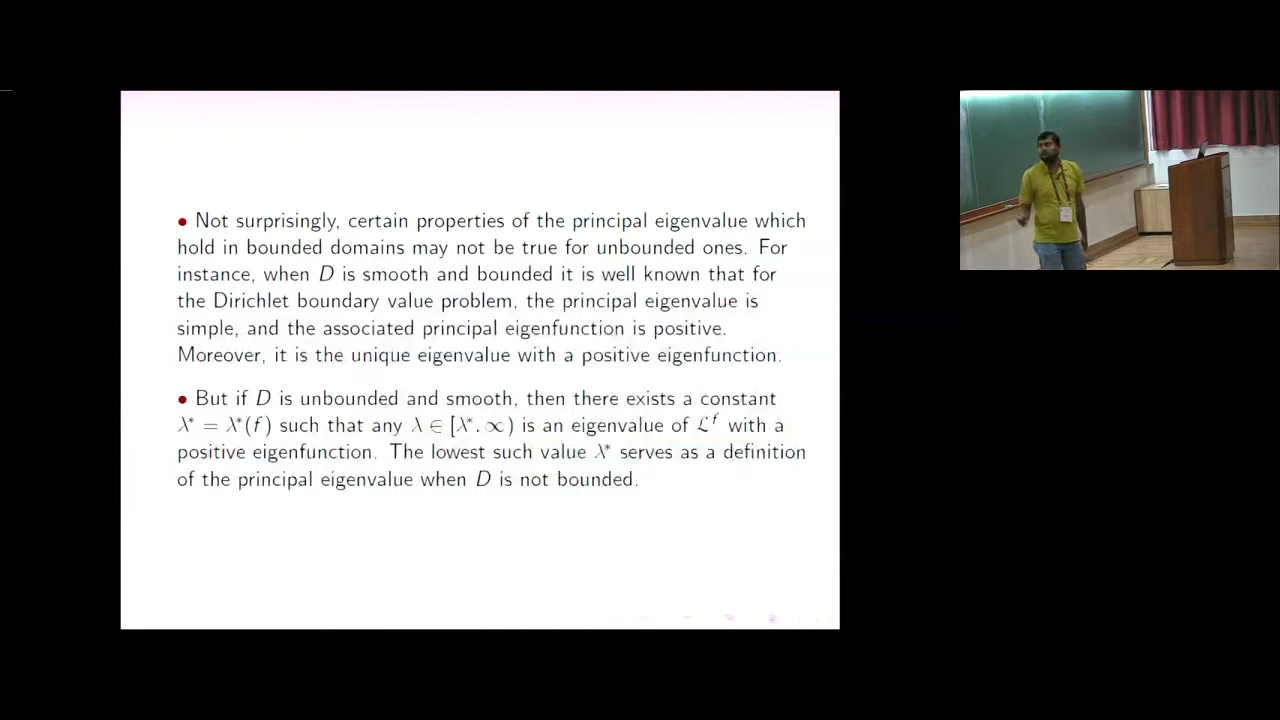 • Not surprisingly, certain properties of the principal eigenvalue which
hold in bounded domains may not be true for unbounded ones. For
instance, when D is smooth and bounded it is well known that for
the Dirichlet boundary value problem, the principal eigenvalue is
simple, and the associated principal eigenfunction is positive.
Moreover, it is the unique eigenvalue with a positive eigenfunction.
• But if D is unbounded and smooth, then there exists a constant
λ* = λ*(f) such that any λ ∈ [λ*.∞) is an eigenvalue of ℒᶠ with a
positive eigenfunction. The lowest such value λ* serves as a definition
of the principal eigenvalue when D is not bounded.